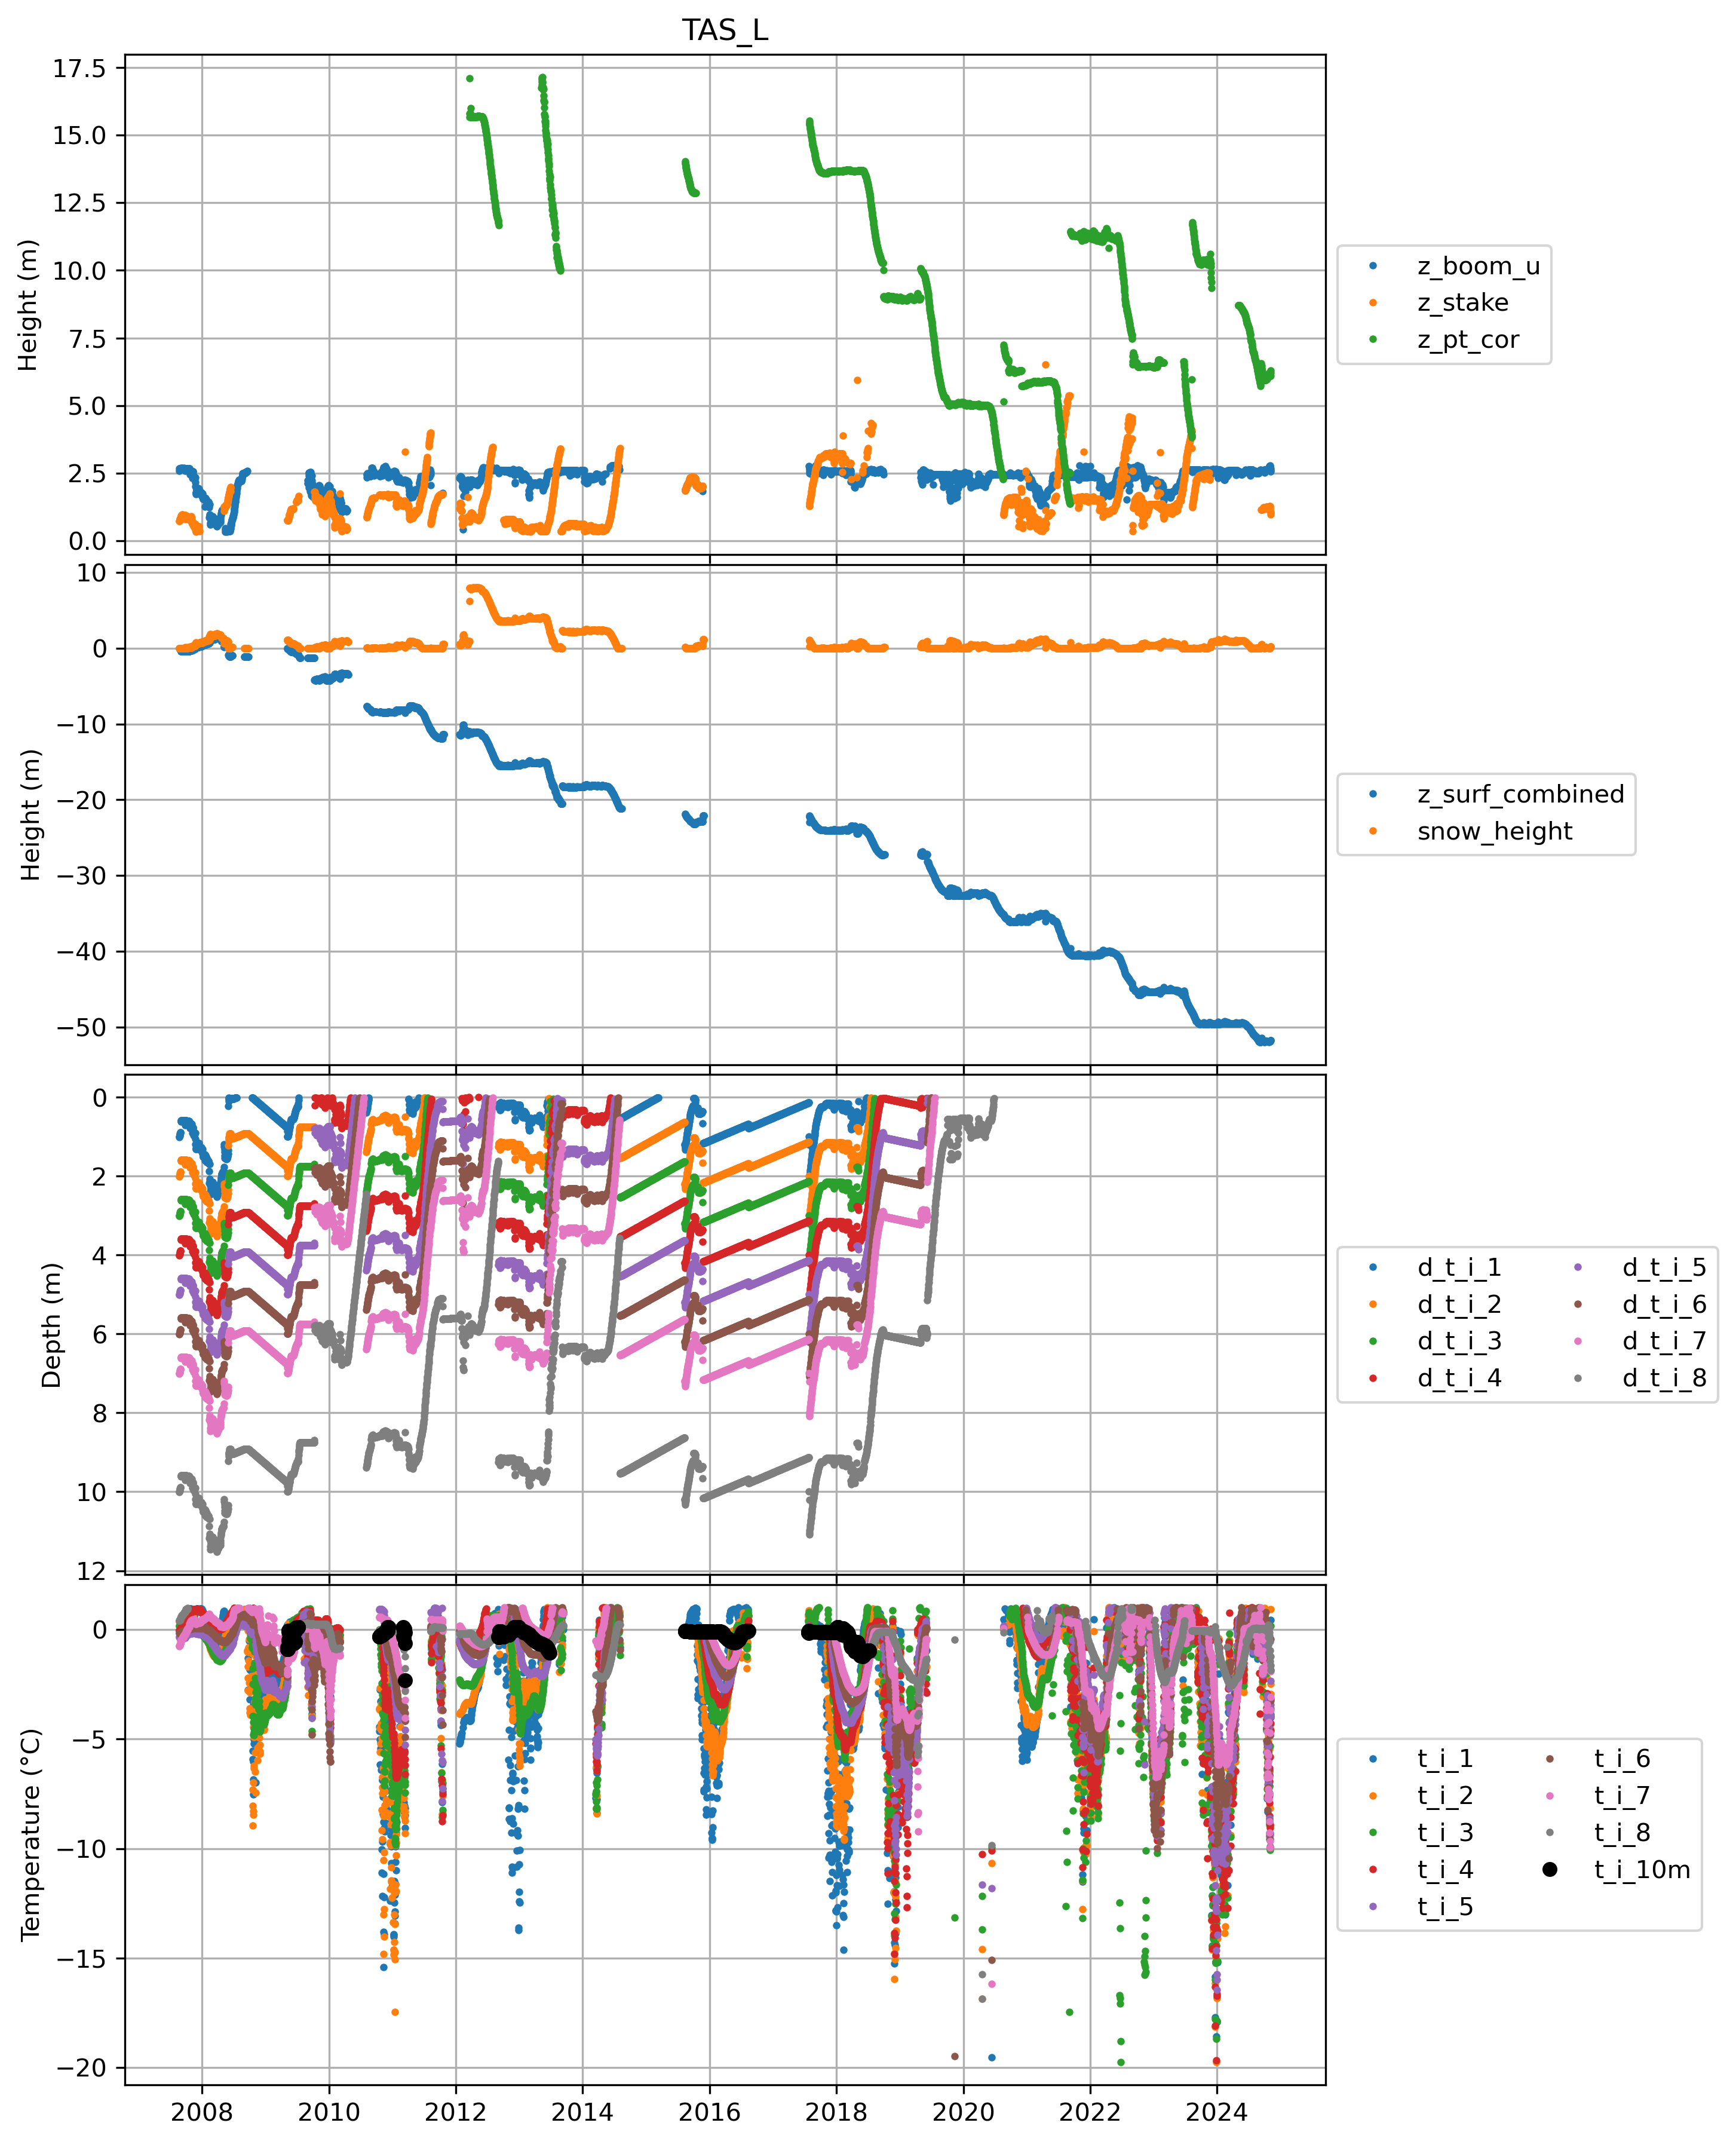 TAS_L
17.5
15.0
12.5
10.0
7.5
5.0
2.5
0.0
Height (m)
z_boom_u
z_stake
z_pt_cor
10
0
−10
−20
−30
−40
−50
Height (m)
z_surf_combined
snow_height
0
2
4
6
8
10
12
Depth (m)
d_t_i_1
d_t_i_2
d_t_i_3
d_t_i_4
d_t_i_5
d_t_i_6
d_t_i_7
d_t_i_8
0
−5
−10
−15
−20
Temperature (°C)
t_i_1
t_i_2
t_i_3
t_i_4
t_i_5
t_i_6
t_i_7
t_i_8
t_i_10m
2008 2010 2012 2014 2016 2018 2020 2022 2024